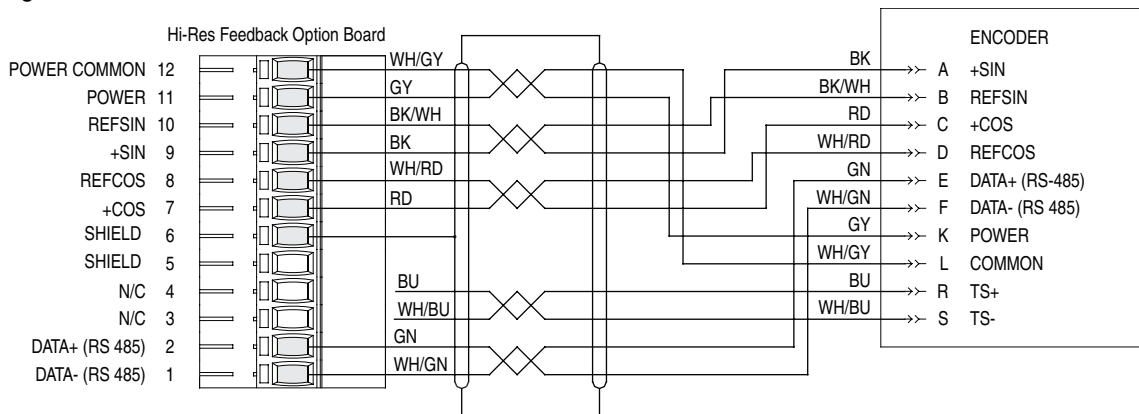 Hi-Res Feedback Option Board
POWER COMMON 12
POWER 11
REFSIN 10
+SIN 9
REFCOS 8
+COS 7
SHIELD 6
SHIELD 5
N/C 4
N/C 3
DATA+ (RS 485) 2
DATA- (RS 485) 1
WH/GY
GY
BK/WH
BK
WH/RD
RD
BU
WH/BU
GN
WH/GN
ENCODER
BK A +SIN
BK/WH B REFSIN
RD C +COS
WH/RD D REFCOS
GN E DATA+ (RS-485)
WH/GN F DATA- (RS 485)
GY K POWER
WH/GY L COMMON
BU R TS+
WH/BU S TS-